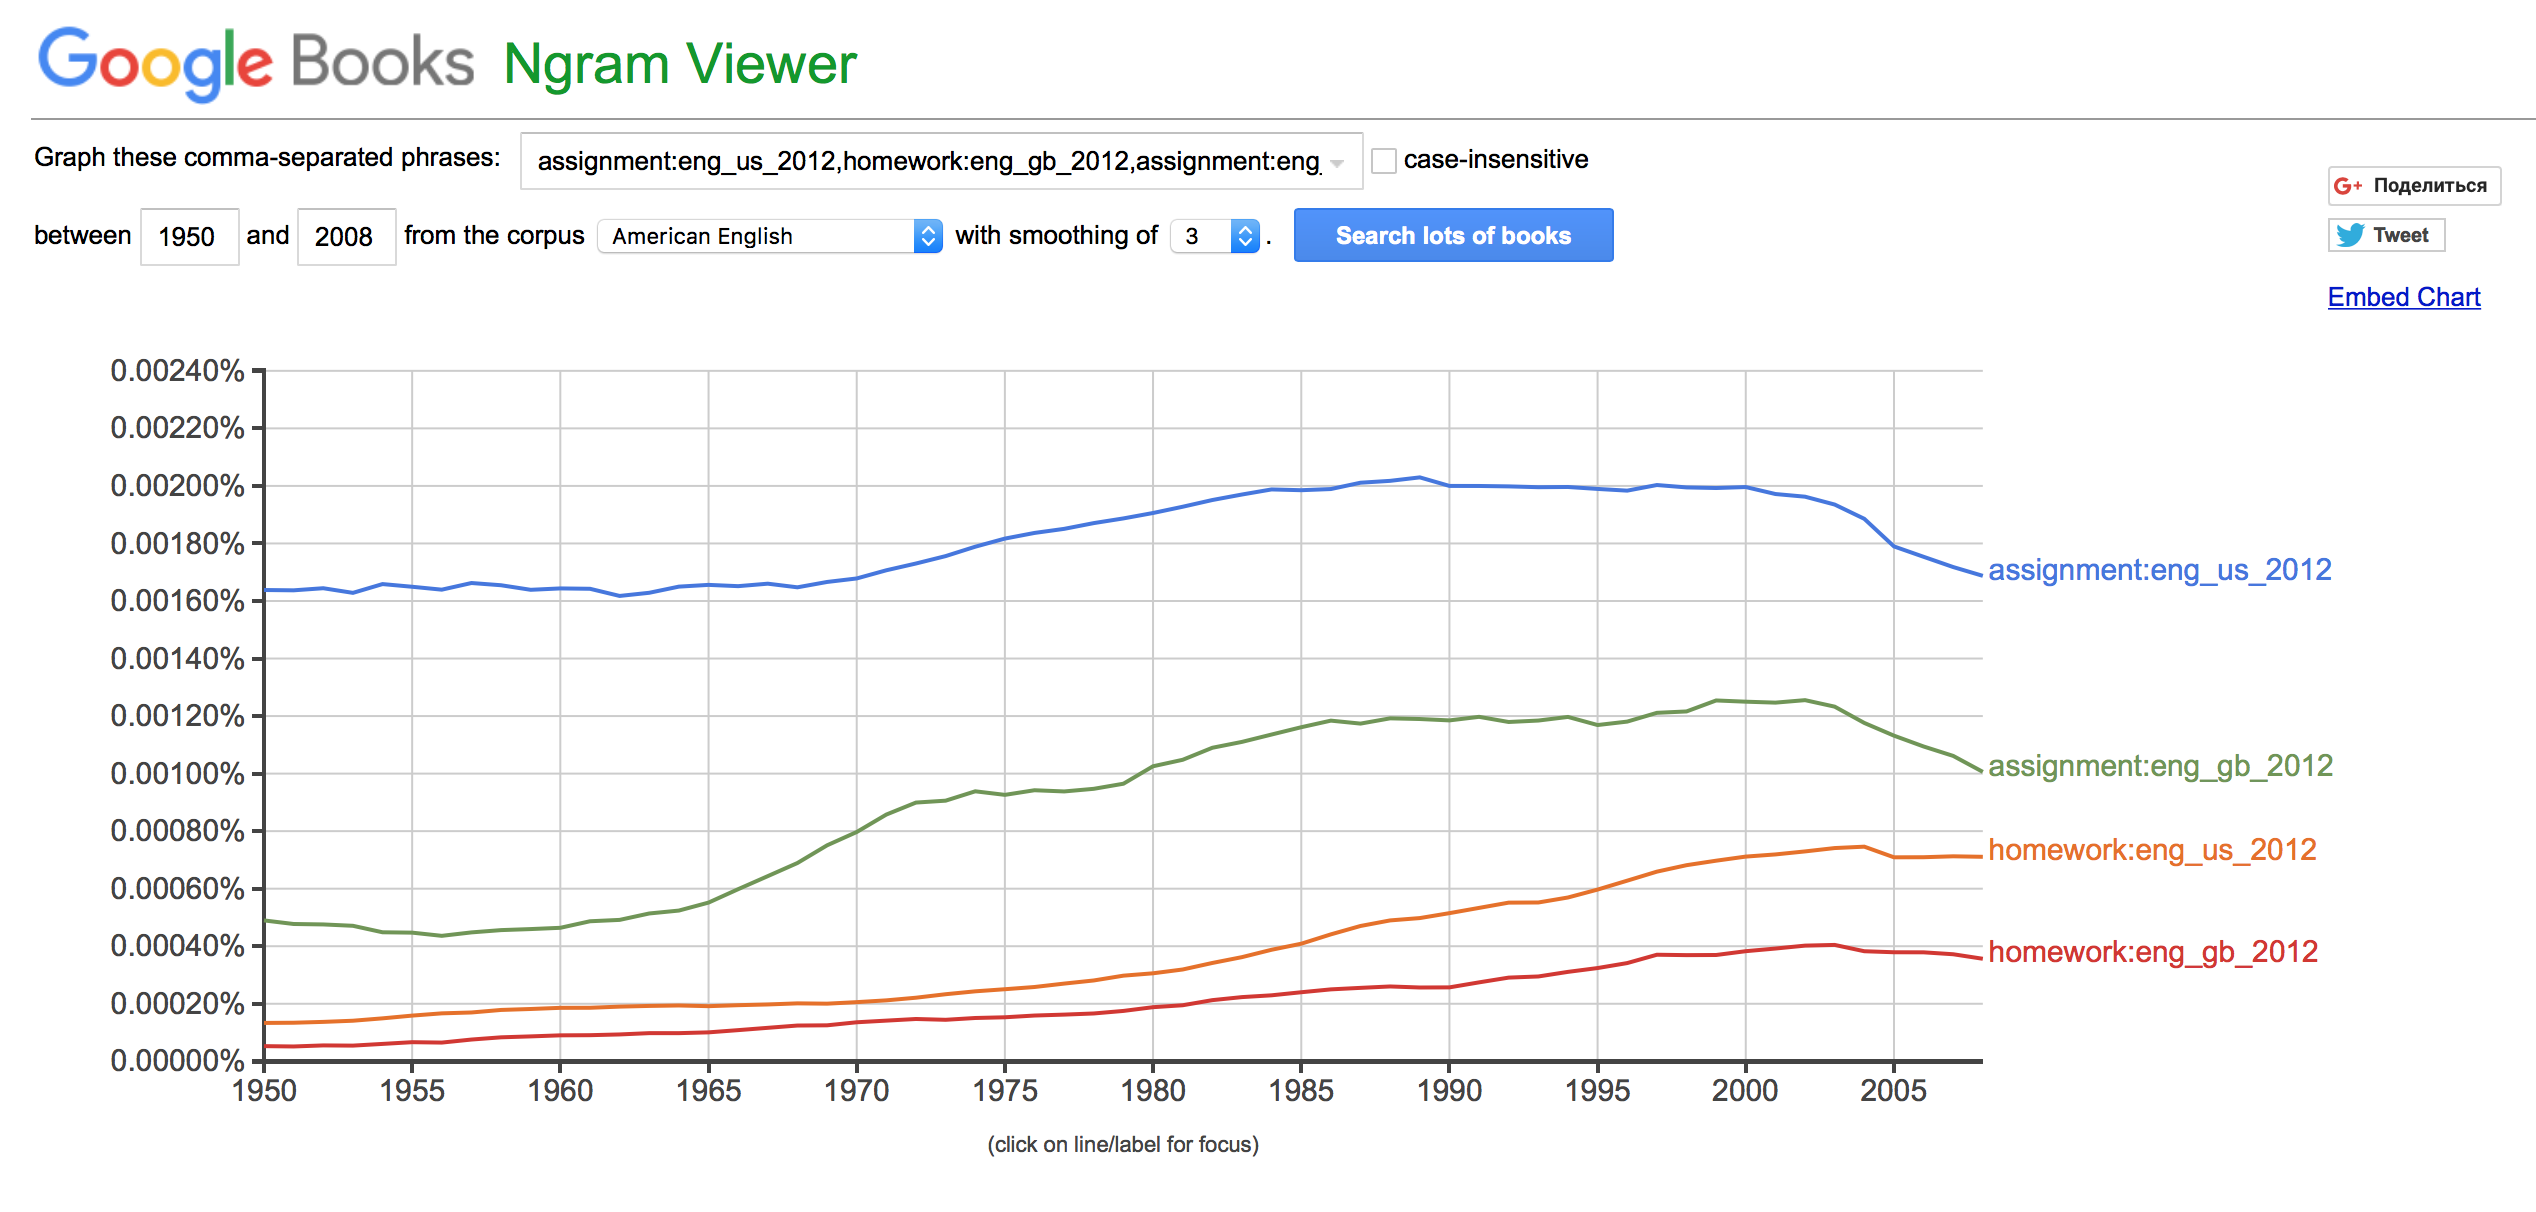 Google Books Ngram Viewer
Graph these comma-separated phrases: assignment:eng_us_2012,homework:eng_gb_2012,assignment:eng_ case-insensitive
between 1950 and 2008 from the corpus American English with smoothing of 3 . Search lots of books
G+ Поделиться
Tweet
Embed Chart
0.00240%
0.00220%
0.00200%
0.00180%
0.00160%
0.00140%
0.00120%
0.00100%
0.00080%
0.00060%
0.00040%
0.00020%
0.00000%
assignment:eng_us_2012
assignment:eng_gb_2012
homework:eng_us_2012
homework:eng_gb_2012
1950 1955 1960 1965 1970 1975 1980 1985 1990 1995 2000 2005
(click on line/label for focus)